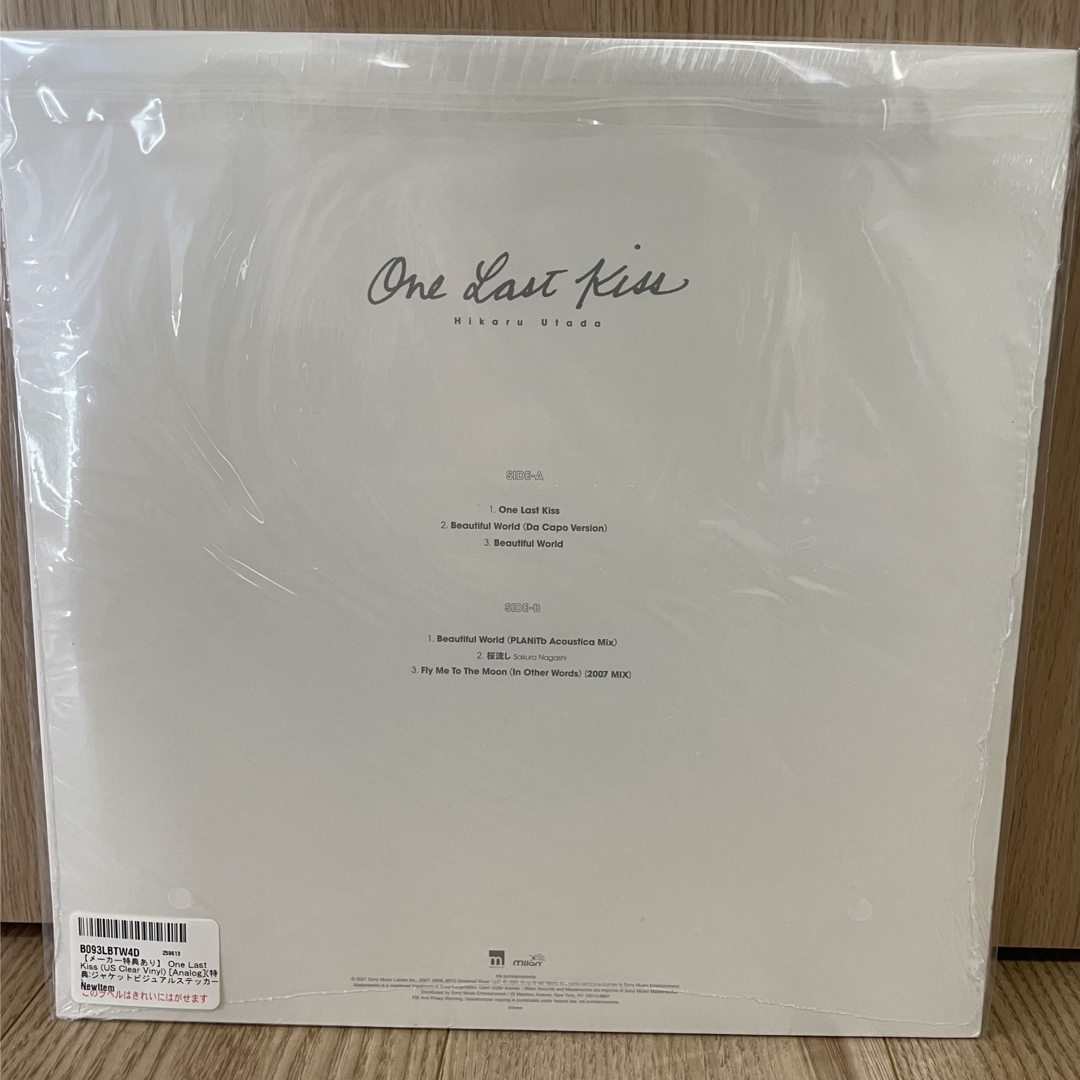 One Last Kiss
Hikaru Utada
SIDE-A
1. One Last Kiss
2. Beautiful World (Da Capo Version)
3. Beautiful World
SIDE-B
1. Beautiful World (PLANiTb Acoustica Mix)
2. 桜流し Sakura Nagashi
3. Fly Me To The Moon (In Other Words) [2007 MIX]
m milan
B093LBTW4D
【メーカー特典あり】 One Last
Kiss (US Clear Vinyl) [Analog](特
典:ジャケットビジュアルステッカー
NewItem
このラベルはきれいにはがせます